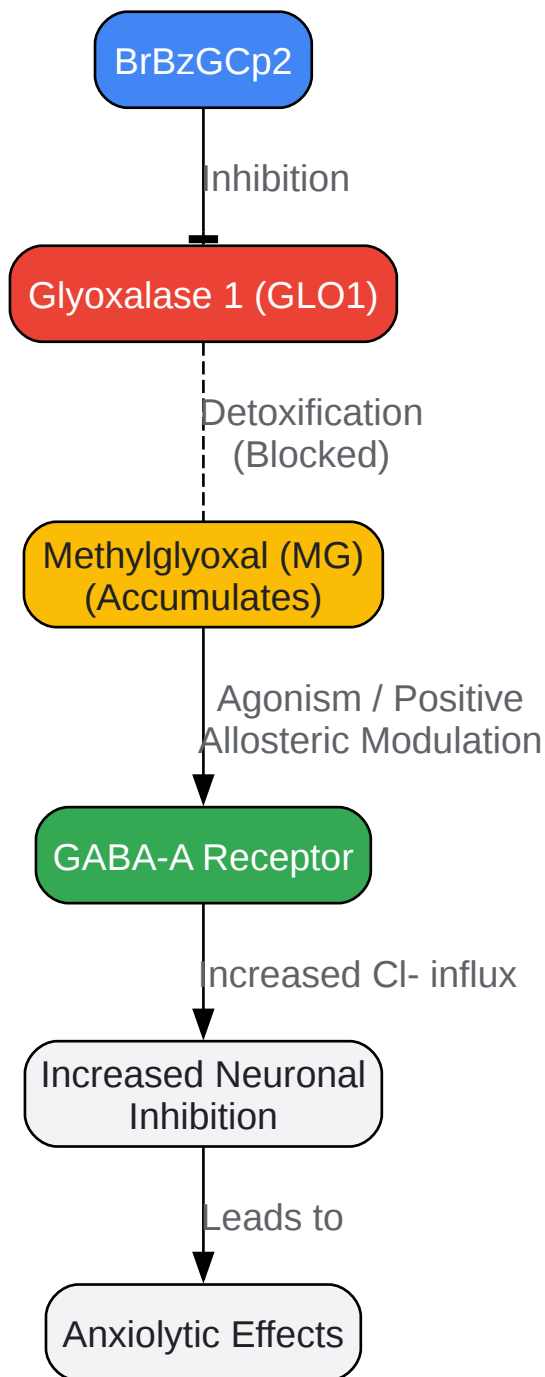 BrBzGCp2
Inhibition
Glyoxalase 1 (GLO1)
Detoxification
(Blocked)
Methylglyoxal (MG)
(Accumulates)
Agonism / Positive
Allosteric Modulation
GABA-A Receptor
Increased Cl- influx
Increased Neuronal
Inhibition
Leads to
Anxiolytic Effects